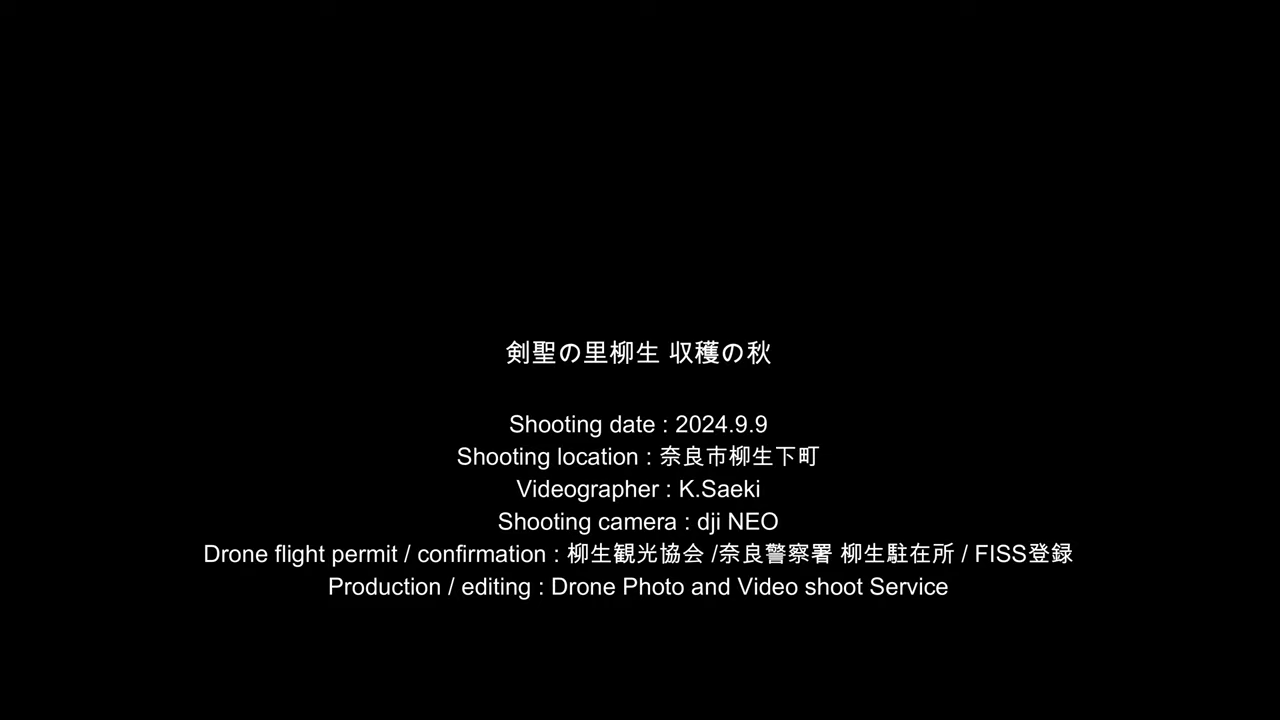 剣聖の里柳生 収穫の秋
Shooting date : 2024.9.9
Shooting location : 奈良市柳生下町
Videographer : K.Saeki
Shooting camera : dji NEO
Drone flight permit / confirmation : 柳生観光協会 /奈良警察署 柳生駐在所 / FISS登録
Production / editing : Drone Photo and Video shoot Service